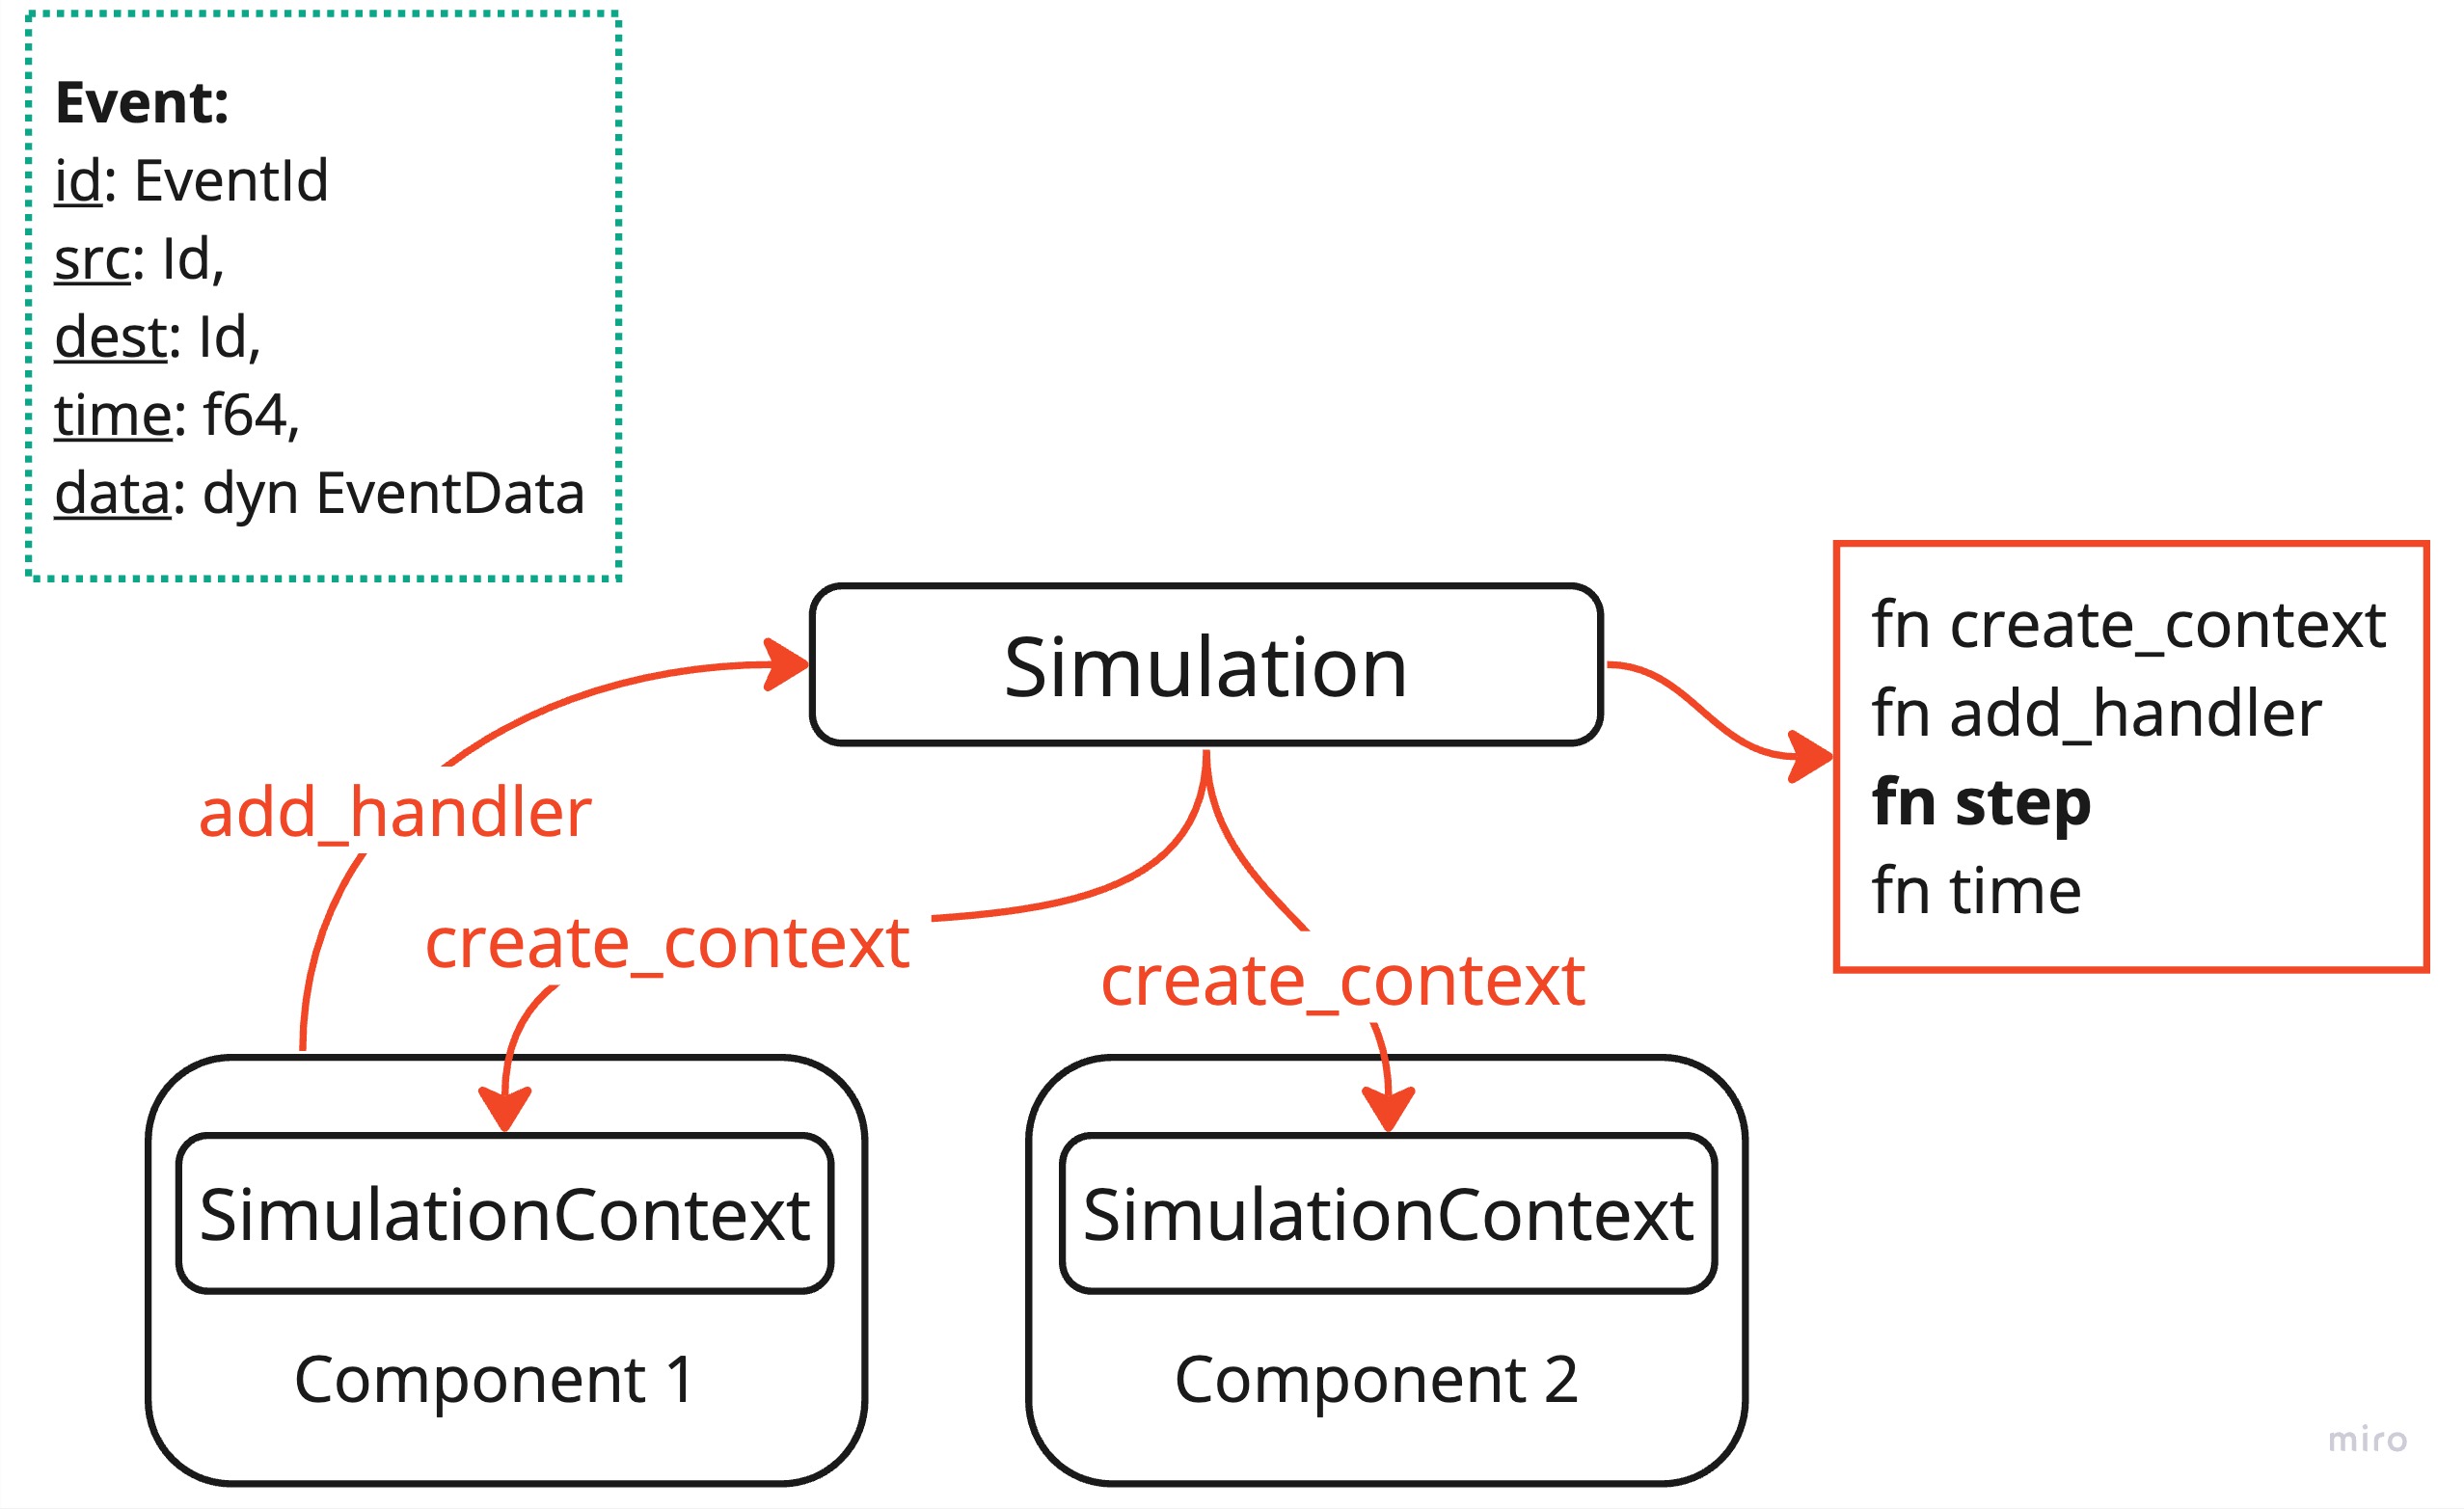 Event:
id: EventId
src: Id,
dest: Id,
time: f64,
data: dyn EventData
Simulation
fn create_context
fn add_handler
fn step
fn time
add_handler
create_context
create_context
SimulationContext
Component 1
SimulationContext
Component 2
miro